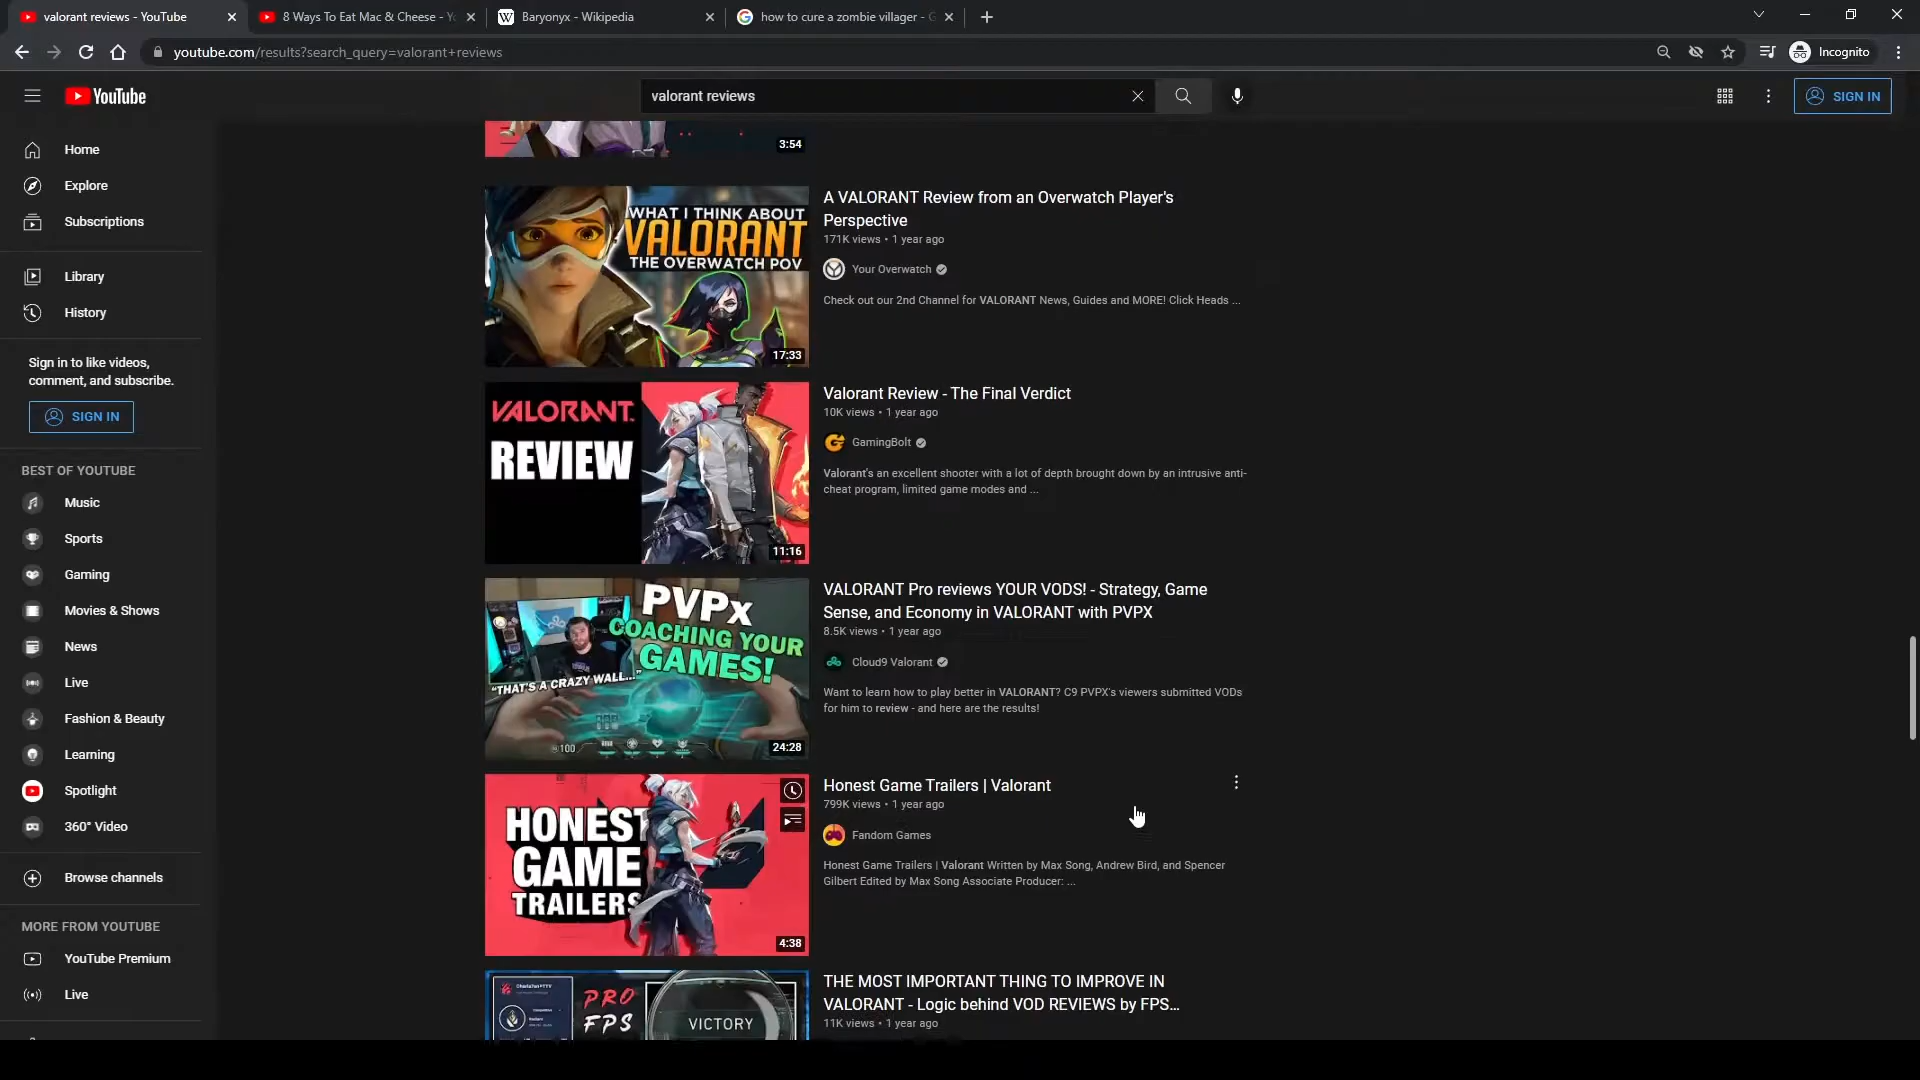 valorant reviews - YouTube
8 Ways To Eat Mac & Cheese - Yo
Baryonyx - Wikipedia
how to cure a zombie villager - G
youtube.com/results?search_query=valorant+reviews
Incognito
YouTube
valorant reviews
SIGN IN
Home
Explore
Subscriptions
Library
History
Sign in to like videos,
comment, and subscribe.
SIGN IN
BEST OF YOUTUBE
Music
Sports
Gaming
Movies & Shows
News
Live
Fashion & Beauty
Learning
Spotlight
360° Video
Browse channels
MORE FROM YOUTUBE
YouTube Premium
Live
3:54
WHAT I THINK ABOUT
VALORANT
THE OVERWATCH POV
17:33
A VALORANT Review from an Overwatch Player's
Perspective
171K views • 1 year ago
Your Overwatch
Check out our 2nd Channel for VALORANT News, Guides and MORE! Click Heads ...
VALORANT
REVIEW
11:16
Valorant Review - The Final Verdict
10K views • 1 year ago
GamingBolt
Valorant's an excellent shooter with a lot of depth brought down by an intrusive anti-
cheat program, limited game modes and ...
PVPX
COACHING YOUR
GAMES!
"THAT'S A CRAZY WALL..."
100
24:28
VALORANT Pro reviews YOUR VODS! - Strategy, Game
Sense, and Economy in VALORANT with PVPX
8.5K views • 1 year ago
Cloud9 Valorant
Want to learn how to play better in VALORANT? C9 PVPX's viewers submitted VODs
for him to review - and here are the results!
HONEST
GAME
TRAILERS
4:38
Honest Game Trailers | Valorant
799K views • 1 year ago
Fandom Games
Honest Game Trailers | Valorant Written by Max Song, Andrew Bird, and Spencer
Gilbert Edited by Max Song Associate Producer: ...
PRO
FPS
VICTORY
THE MOST IMPORTANT THING TO IMPROVE IN
VALORANT - Logic behind VOD REVIEWS by FPS...
11K views • 1 year ago